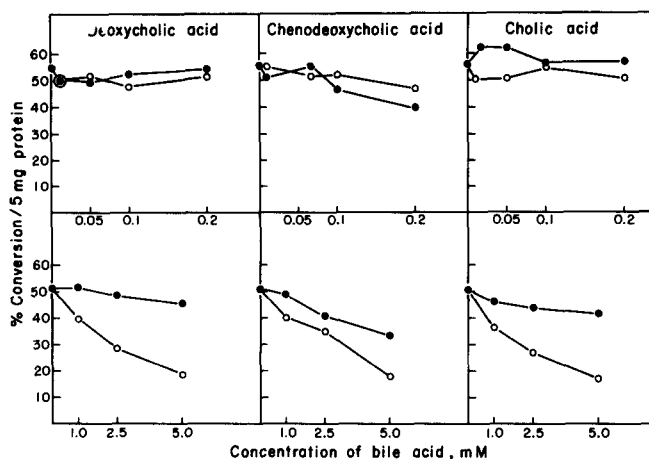 Deoxycholic acid
Chenodeoxycholic acid
Cholic acid
60
50
40
30
20
10
0.05 0.1 0.2
0.05 0.1 0.2
0.05 0.1 0.2
% Conversion/5 mg protein
60
50
40
30
20
10
1.0 2.5 5.0
1.0 2.5 5.0
1.0 2.5 5.0
Concentration of bile acid, mM